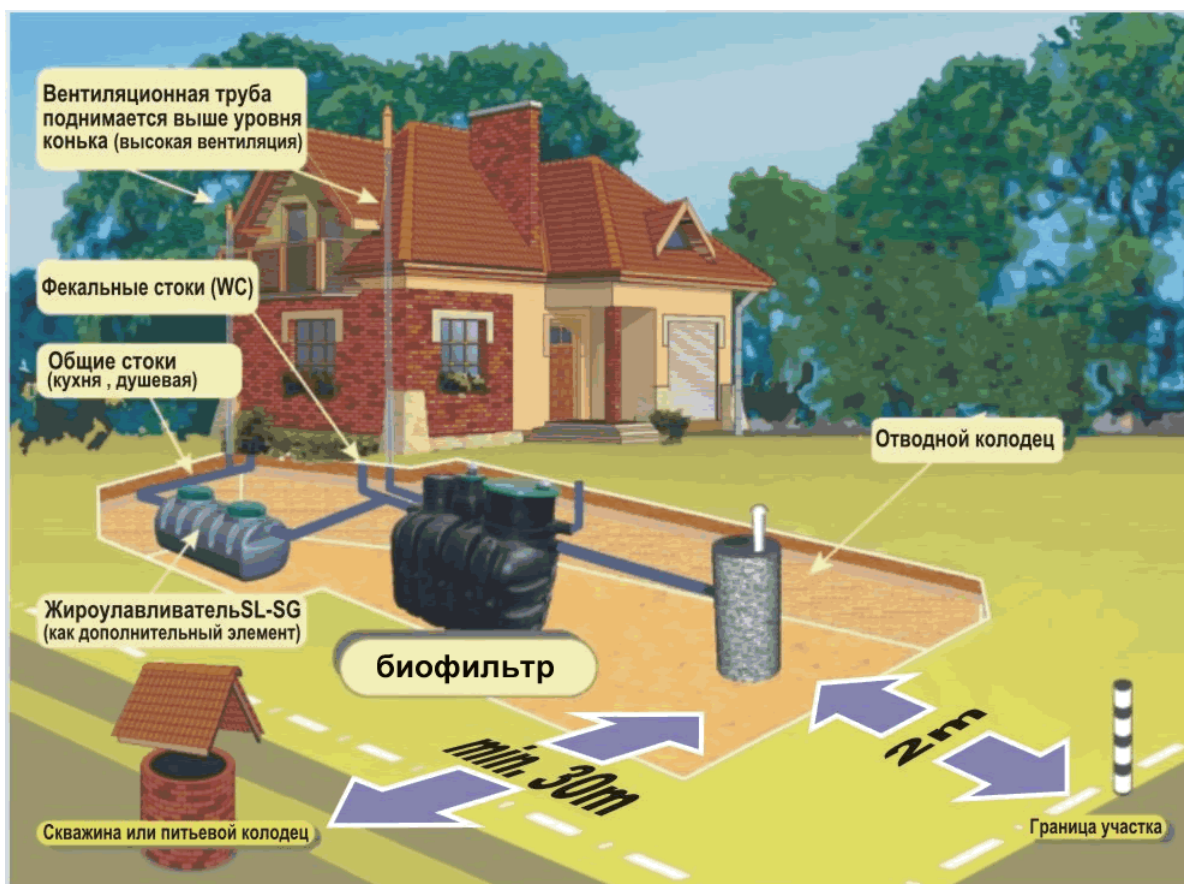 Вентиляционная труба
поднимается выше уровня
конька (высокая вентиляция)
Фекальные стоки (WC)
Общие стоки
(кухня , душевая)
Отводной колодец
ЖироулавливательSL-SG
(как дополнительный элемент)
биофильтр
min. 30m
2m
Скважина или питьевой колодец
Граница участка